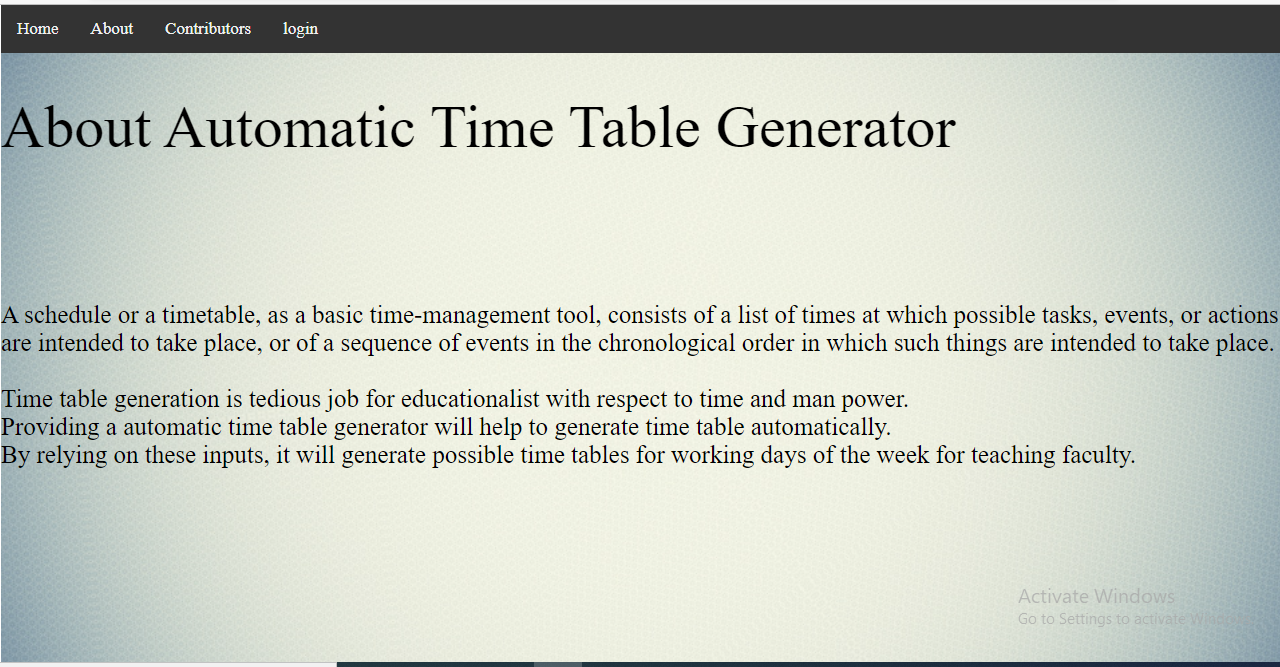 Home About Contributors login
About Automatic Time Table Generator
A schedule or a timetable, as a basic time-management tool, consists of a list of times at which possible tasks, events, or actions
are intended to take place, or of a sequence of events in the chronological order in which such things are intended to take place.
Time table generation is tedious job for educationalist with respect to time and man power.
Providing a automatic time table generator will help to generate time table automatically.
By relying on these inputs, it will generate possible time tables for working days of the week for teaching faculty.
Activate Windows
Go to Settings to activate Windows.